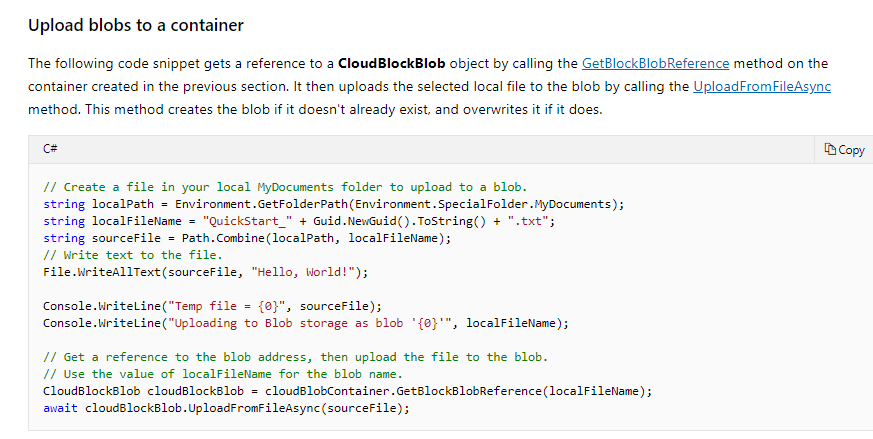 Upload blobs to a container
The following code snippet gets a reference to a CloudBlockBlob object by calling the GetBlockBlobReference method on the
container created in the previous section. It then uploads the selected local file to the blob by calling the UploadFromFileAsync
method. This method creates the blob if it doesn't already exist, and overwrites it if it does.
C#
Copy
// Create a file in your local MyDocuments folder to upload to a blob.
string localPath = Environment.GetFolderPath(Environment.SpecialFolder.MyDocuments);
string localFileName = "QuickStart_" + Guid.NewGuid().ToString() + ".txt";
string sourceFile = Path.Combine(localPath, localFileName);
// Write text to the file.
File.WriteAllText(sourceFile, "Hello, World!");
Console.WriteLine("Temp file = {0}", sourceFile);
Console.WriteLine("Uploading to Blob storage as blob '{0}'", localFileName);
// Get a reference to the blob address, then upload the file to the blob.
// Use the value of localFileName for the blob name.
CloudBlockBlob cloudBlockBlob = cloudBlobContainer.GetBlockBlobReference(localFileName);
await cloudBlockBlob.UploadFromFileAsync(sourceFile);